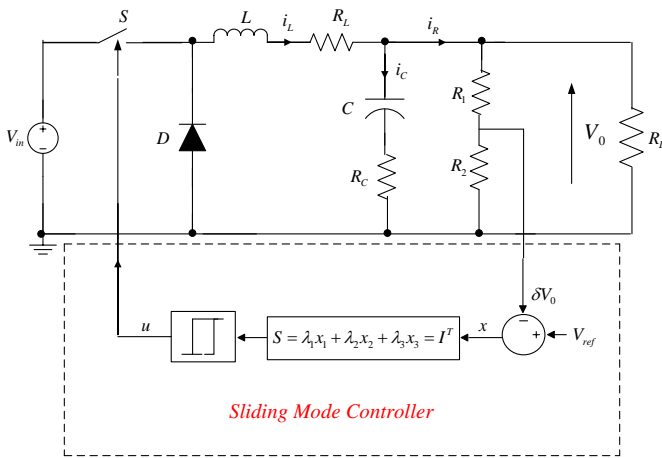 S
L
i_L
R_L
i_R
i_C
C
R_C
R_1
R_2
V_0
R_L
V_in
+
−
D
δV_0
−
+
V_ref
x
S = λ_1x_1 + λ_2x_2 + λ_3x_3 = I^T
u
Sliding Mode Controller